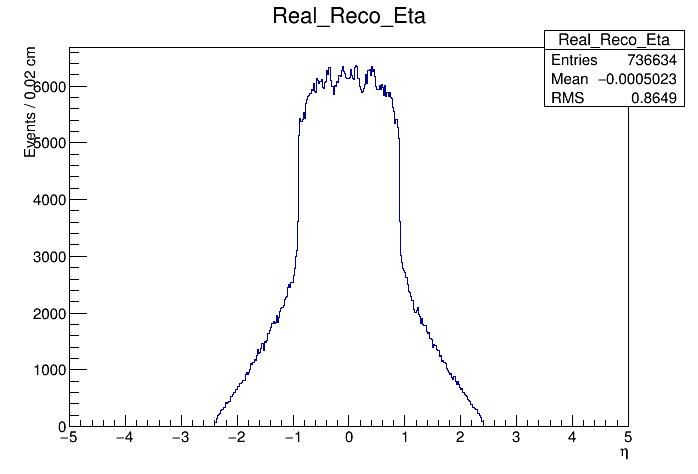 Real_Reco_Eta
Real_Reco_Eta
Entries 736634
Mean −0.0005023
RMS 0.8649
Events / 0.02 cm
6000
5000
4000
3000
2000
1000
0
−5 −4 −3 −2 −1 0 1 2 3 4 5
η